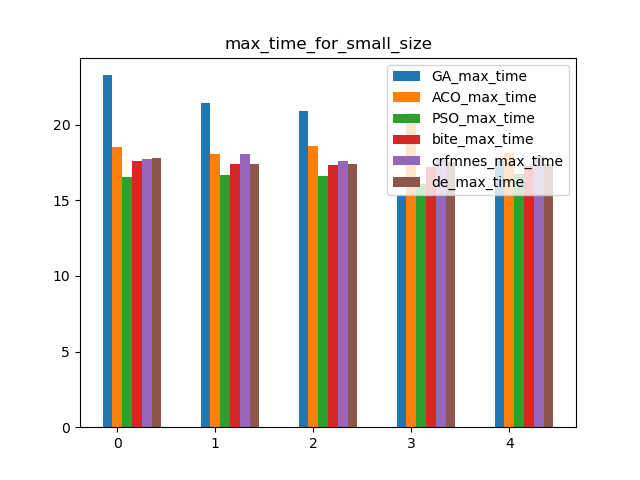 max_time_for_small_size
GA_max_time
ACO_max_time
PSO_max_time
bite_max_time
crfmnes_max_time
de_max_time
20
15
10
5
0
0 1 2 3 4